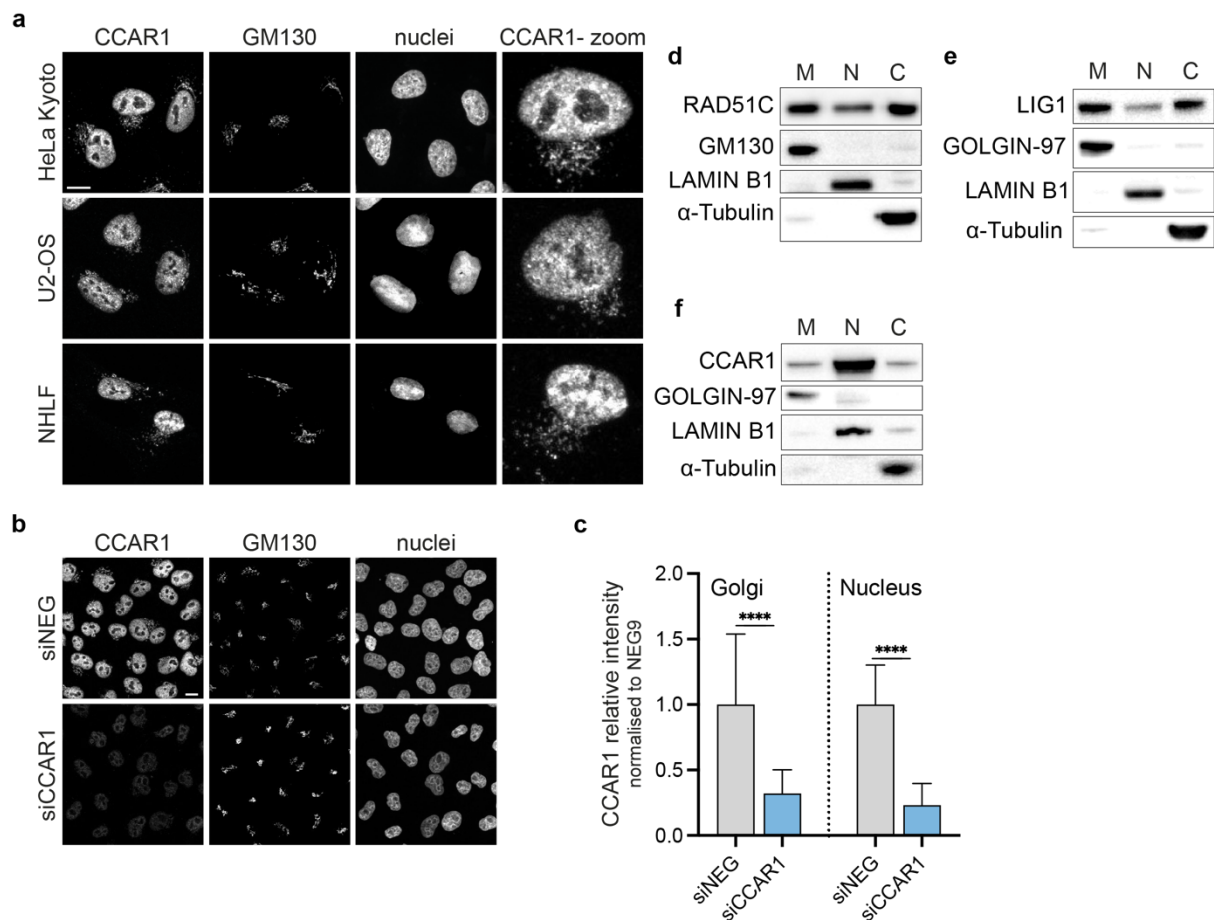 a
CCAR1 GM130 nuclei CCAR1- zoom
HeLa Kyoto
U2-OS
NHLF
b
CCAR1 GM130 nuclei
siNEG
siCCAR1
c
CCAR1 relative intensity
normalised to NEG9
2.0
1.5
1.0
0.5
0.0
Golgi Nucleus
**** ****
siNEG siCCAR1 siNEG siCCAR1
d
M N C
RAD51C
GM130
LAMIN B1
α-Tubulin
e
M N C
LIG1
GOLGIN-97
LAMIN B1
α-Tubulin
f
M N C
CCAR1
GOLGIN-97
LAMIN B1
α-Tubulin